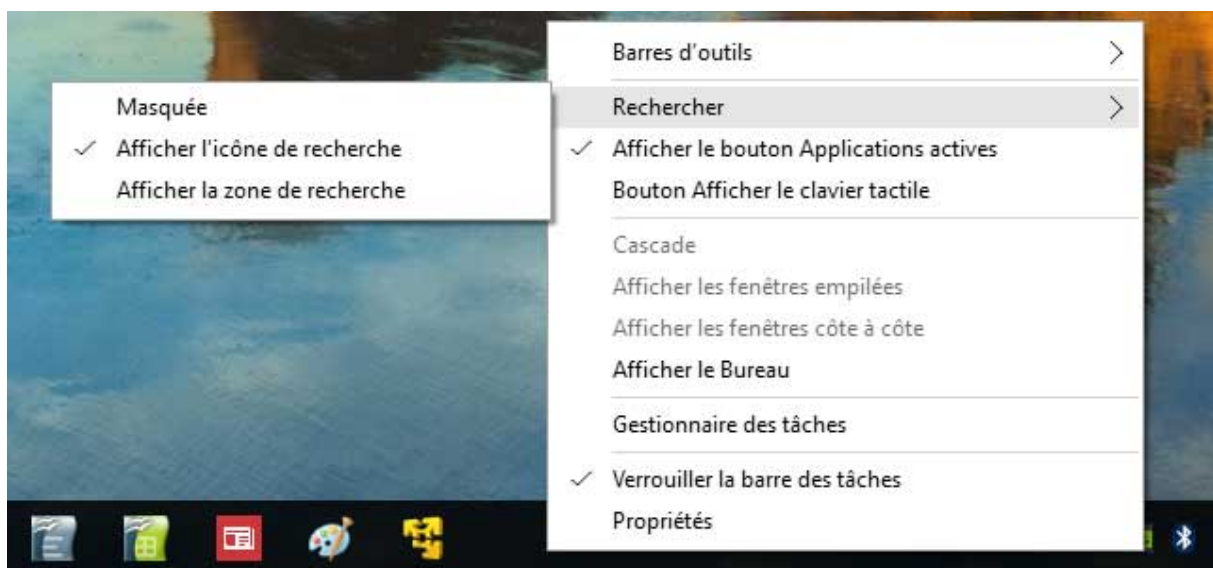 Barres d'outils
Rechercher
Masquée
Afficher l'icône de recherche
Afficher la zone de recherche
Afficher le bouton Applications actives
Bouton Afficher le clavier tactile
Cascade
Afficher les fenêtres empilées
Afficher les fenêtres côte à côte
Afficher le Bureau
Gestionnaire des tâches
Verrouiller la barre des tâches
Propriétés